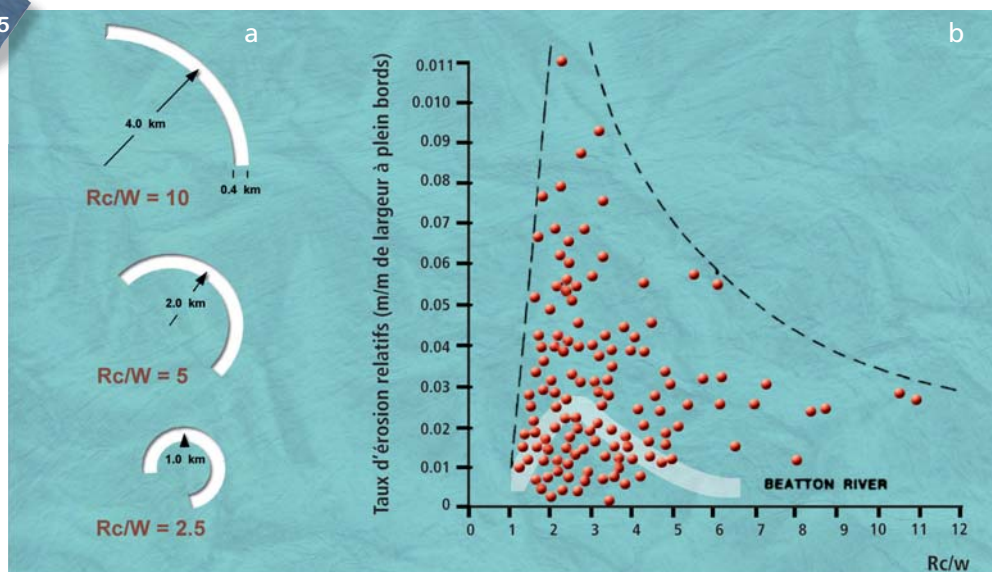 5
a
4.0 km
0.4 km
Rc/W = 10
2.0 km
Rc/W = 5
1.0 km
Rc/W = 2.5
b
Taux d'érosion relatifs (m/m de largeur à plein bords)
0.011
0.010
0.09
0.08
0.07
0.06
0.05
0.04
0.03
0.02
0.01
0
BEATTON RIVER
0 1 2 3 4 5 6 7 8 9 10 11 12
Rc/w